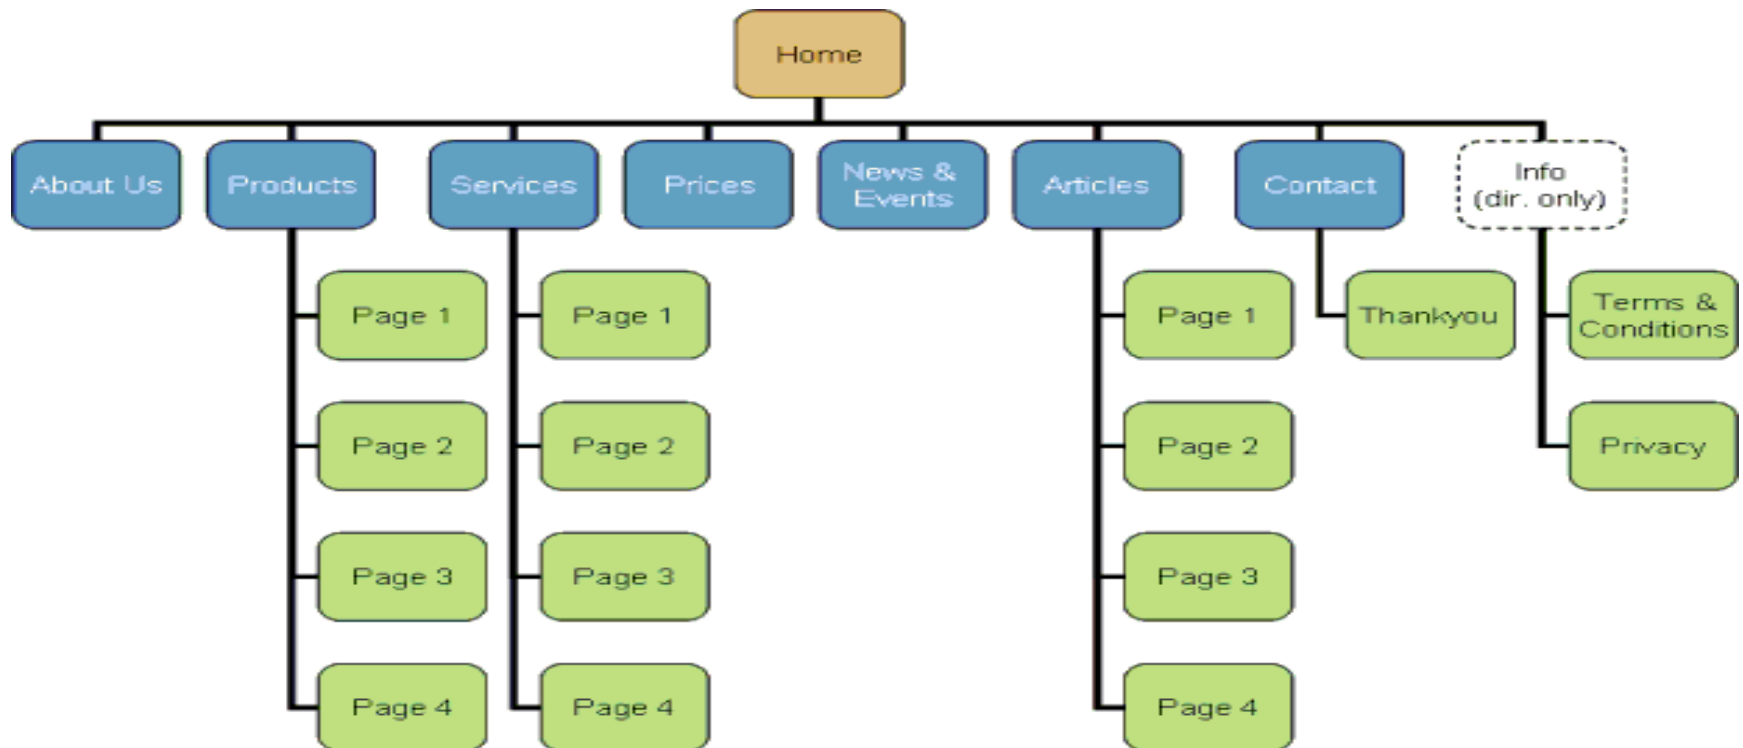 Home
About Us
Products
Services
Prices
News &
Events
Articles
Contact
Info
(dir. only)
Page 1
Page 1
Page 1
Thankyou
Terms &
Conditions
Page 2
Page 2
Page 2
Privacy
Page 3
Page 3
Page 3
Page 4
Page 4
Page 4